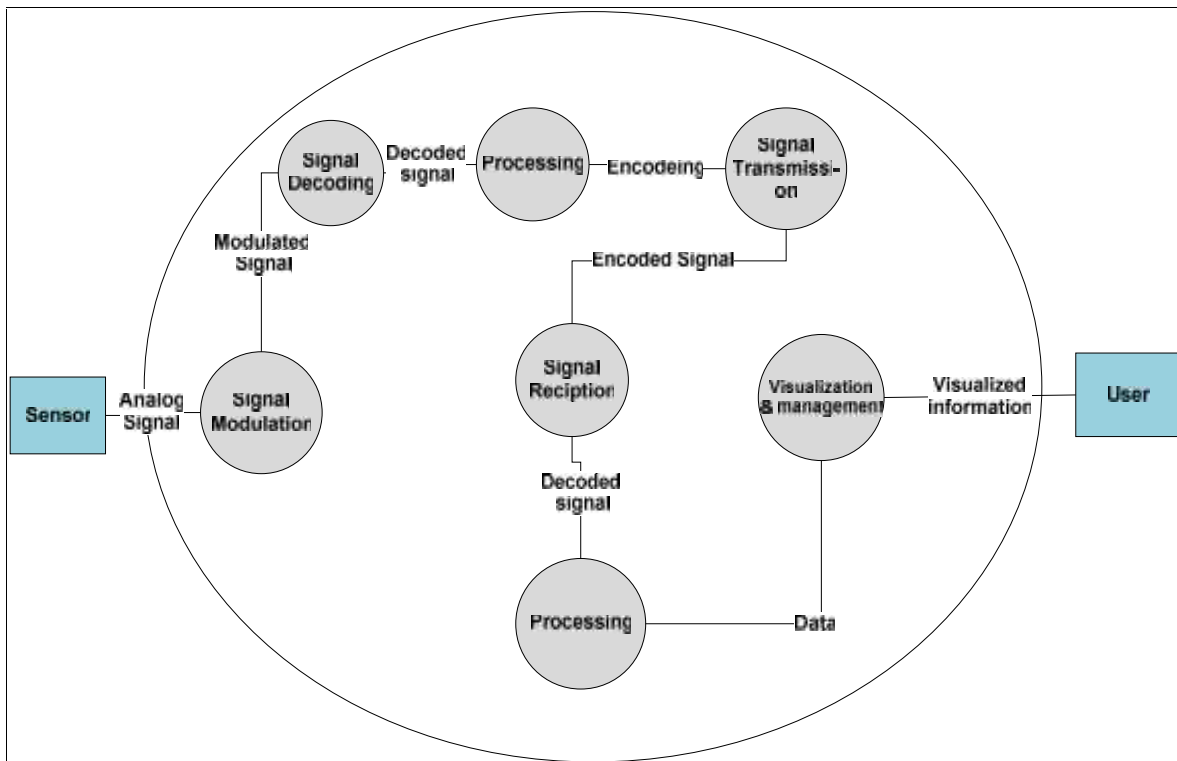 Sensor
Analog
Signal
Signal
Modulation
Modulated
Signal
Signal
Decoding
Decoded
signal
Processing
Encodeing
Signal
Transmissi-
on
Encoded Signal
Signal
Reciption
Decoded
signal
Processing
Data
Visualization
& management
Visualized
information
User